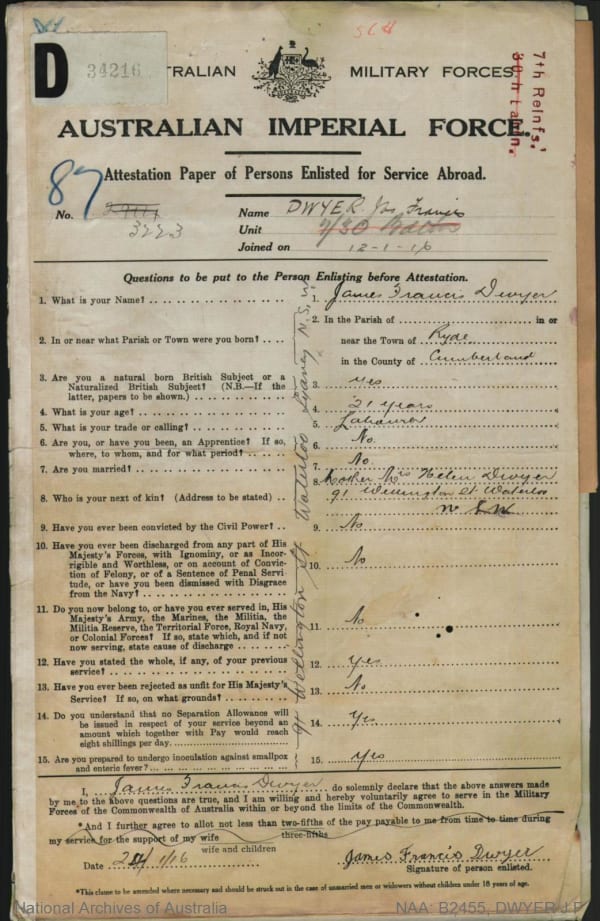 D
34216
TRALIAN MILITARY FORCES
7th Reinfs.
AUSTRALIAN IMPERIAL FORCE.
Attestation Paper of Persons Enlisted for Service Abroad.
87
No. 3223
Name DWYER Jas Francis
Unit 7/30 Battn
Joined on 12-1-16
Questions to be put to the Person Enlisting before Attestation.
1. What is your Name? 1. James Francis Dwyer
2. In or near what Parish or Town were you born? 2. In the Parish of in or
near the Town of Ryde
in the County of Cumberland
3. Are you a natural born British Subject or a
Naturalized British Subject? (N.B.—If the
latter, papers to be shown.) 3. yes
4. What is your age? 4. 21 years
5. What is your trade or calling? 5. Labourer
6. Are you, or have you been, an Apprentice? If so,
where, to whom, and for what period? 6. No
7. Are you married? 7. No
8. Who is your next of kin? (Address to be stated) 8. Mother Mrs Helen Dwyer
91 Wellington St Waterloo
N S W
91 Wellington St Waterloo Sydney N.S.W
9. Have you ever been convicted by the Civil Power? 9. No
10. Have you ever been discharged from any part of His
Majesty's Forces, with Ignominy, or as Incor-
rigible and Worthless, or on account of Convic-
tion of Felony, or of a Sentence of Penal Servi-
tude, or have you been dismissed with Disgrace
from the Navy? 10. No
11. Do you now belong to, or have you ever served in, His
Majesty's Army, the Marines, the Militia, the
Militia Reserve, the Territorial Force, Royal Navy,
or Colonial Forces? If so, state which, and if not
now serving, state cause of discharge 11. No
12. Have you stated the whole, if any, of your previous
service? 12. yes
13. Have you ever been rejected as unfit for His Majesty's
Service? If so, on what grounds? 13. No
14. Do you understand that no Separation Allowance will
be issued in respect of your service beyond an
amount which together with Pay would reach
eight shillings per day. 14. Yes
15. Are you prepared to undergo inoculation against smallpox
and enteric fever? 15. Yes
I, James Francis Dwyer do solemnly declare that the above answers made
by me to the above questions are true, and I am willing and hereby voluntarily agree to serve in the Military
Forces of the Commonwealth of Australia within or beyond the limits of the Commonwealth.
*And I further agree to allot not less than two-fifths of the pay payable to me from time to time during
three-fifths
my service for the support of my wife
wife and children
Date 1/16
James Francis Dwyer
Signature of person enlisted.
*This clause to be amended where necessary and should be struck out in the case of unmarried men or widowers without children under 18 years of age.
National Archives of Australia
NAA: B2455, DWYER J F